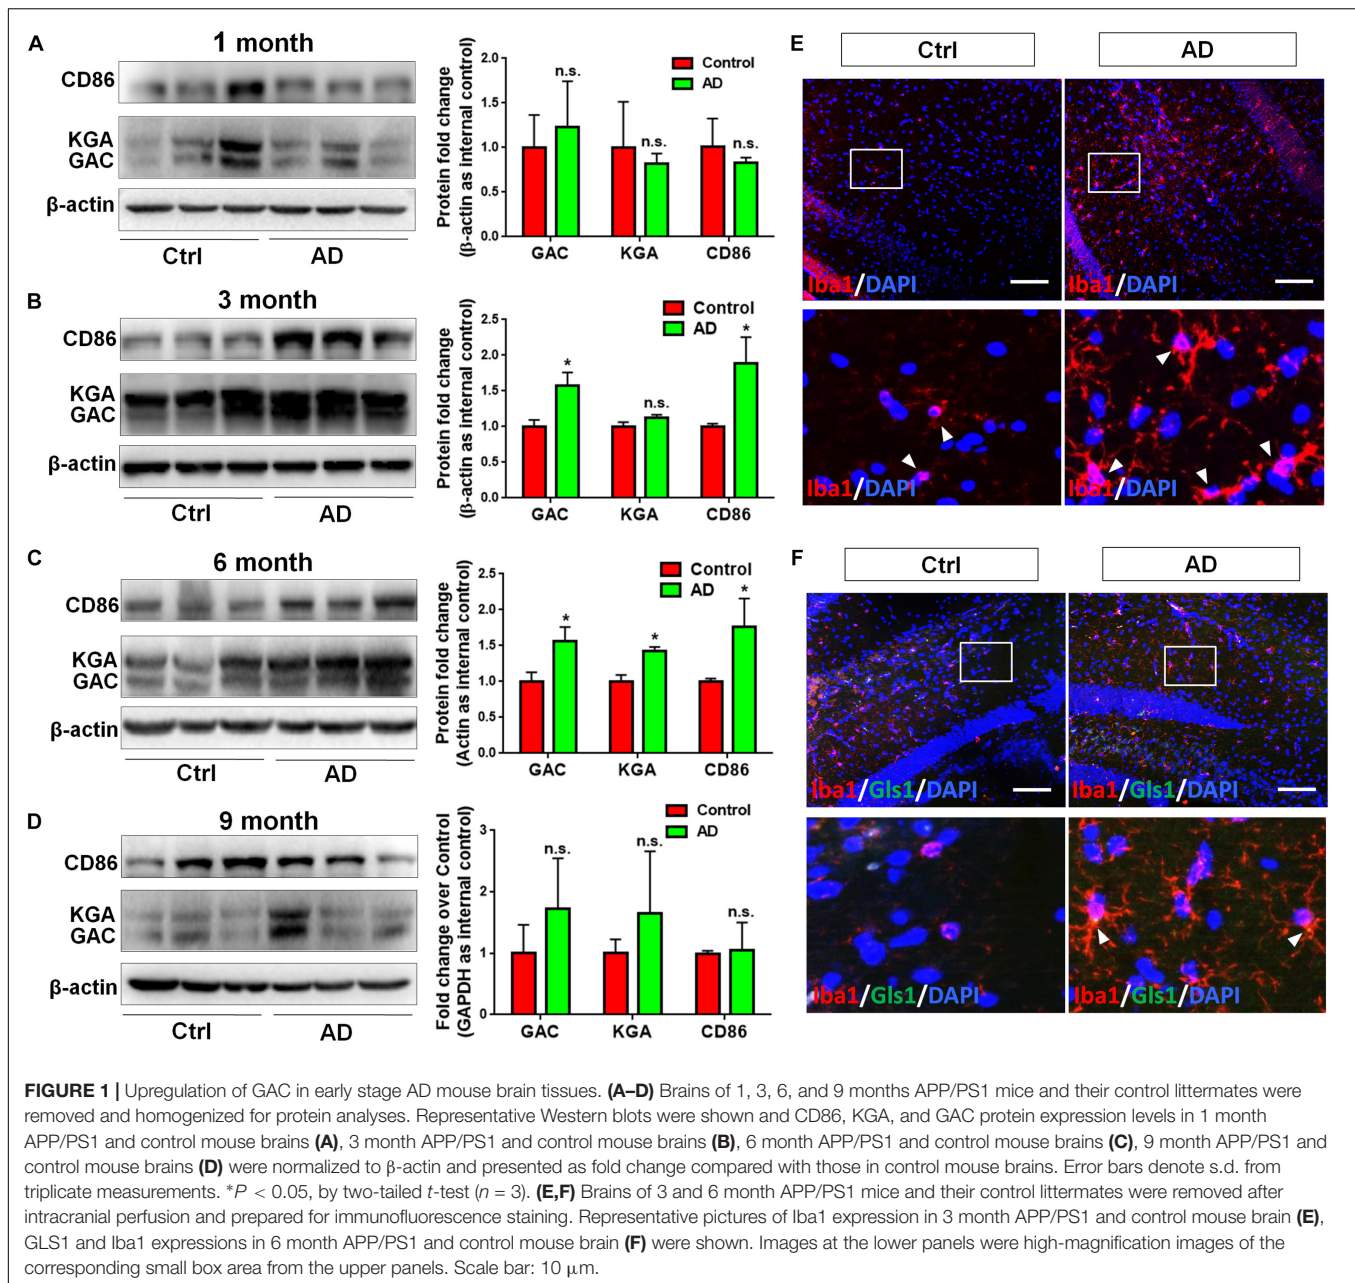 A
1 month
CD86
KGA
GAC
β-actin
Ctrl
AD
Protein fold change
(β-actin as internal control)
2.0
1.5
1.0
0.5
0.0
Control
AD
n.s.
n.s.
n.s.
GAC
KGA
CD86
B
3 month
CD86
KGA
GAC
β-actin
Ctrl
AD
Protein fold change
(β-actin as internal control)
2.5
2.0
1.5
1.0
0.5
0.0
Control
AD
*
n.s.
*
GAC
KGA
CD86
C
6 month
CD86
KGA
GAC
β-actin
Ctrl
AD
Protein fold change
(Actin as internal control)
2.5
2.0
1.5
1.0
0.5
0.0
Control
AD
*
*
*
GAC
KGA
CD86
D
9 month
CD86
KGA
GAC
β-actin
Ctrl
AD
Fold change over Control
(GAPDH as internal control)
3
2
1
0
Control
AD
n.s.
n.s.
n.s.
GAC
KGA
CD86
E
Ctrl
AD
Iba1/DAPI
Iba1/DAPI
Iba1/DAPI
Iba1/DAPI
F
Ctrl
AD
Iba1/Gls1/DAPI
Iba1/Gls1/DAPI
Iba1/Gls1/DAPI
Iba1/Gls1/DAPI
FIGURE 1 | Upregulation of GAC in early stage AD mouse brain tissues. (A–D) Brains of 1, 3, 6, and 9 months APP/PS1 mice and their control littermates were
removed and homogenized for protein analyses. Representative Western blots were shown and CD86, KGA, and GAC protein expression levels in 1 month
APP/PS1 and control mouse brains (A), 3 month APP/PS1 and control mouse brains (B), 6 month APP/PS1 and control mouse brains (C), 9 month APP/PS1 and
control mouse brains (D) were normalized to β-actin and presented as fold change compared with those in control mouse brains. Error bars denote s.d. from
triplicate measurements. *P < 0.05, by two-tailed t-test (n = 3). (E,F) Brains of 3 and 6 month APP/PS1 mice and their control littermates were removed after
intracranial perfusion and prepared for immunofluorescence staining. Representative pictures of Iba1 expression in 3 month APP/PS1 and control mouse brain (E),
GLS1 and Iba1 expressions in 6 month APP/PS1 and control mouse brain (F) were shown. Images at the lower panels were high-magnification images of the
corresponding small box area from the upper panels. Scale bar: 10 μm.